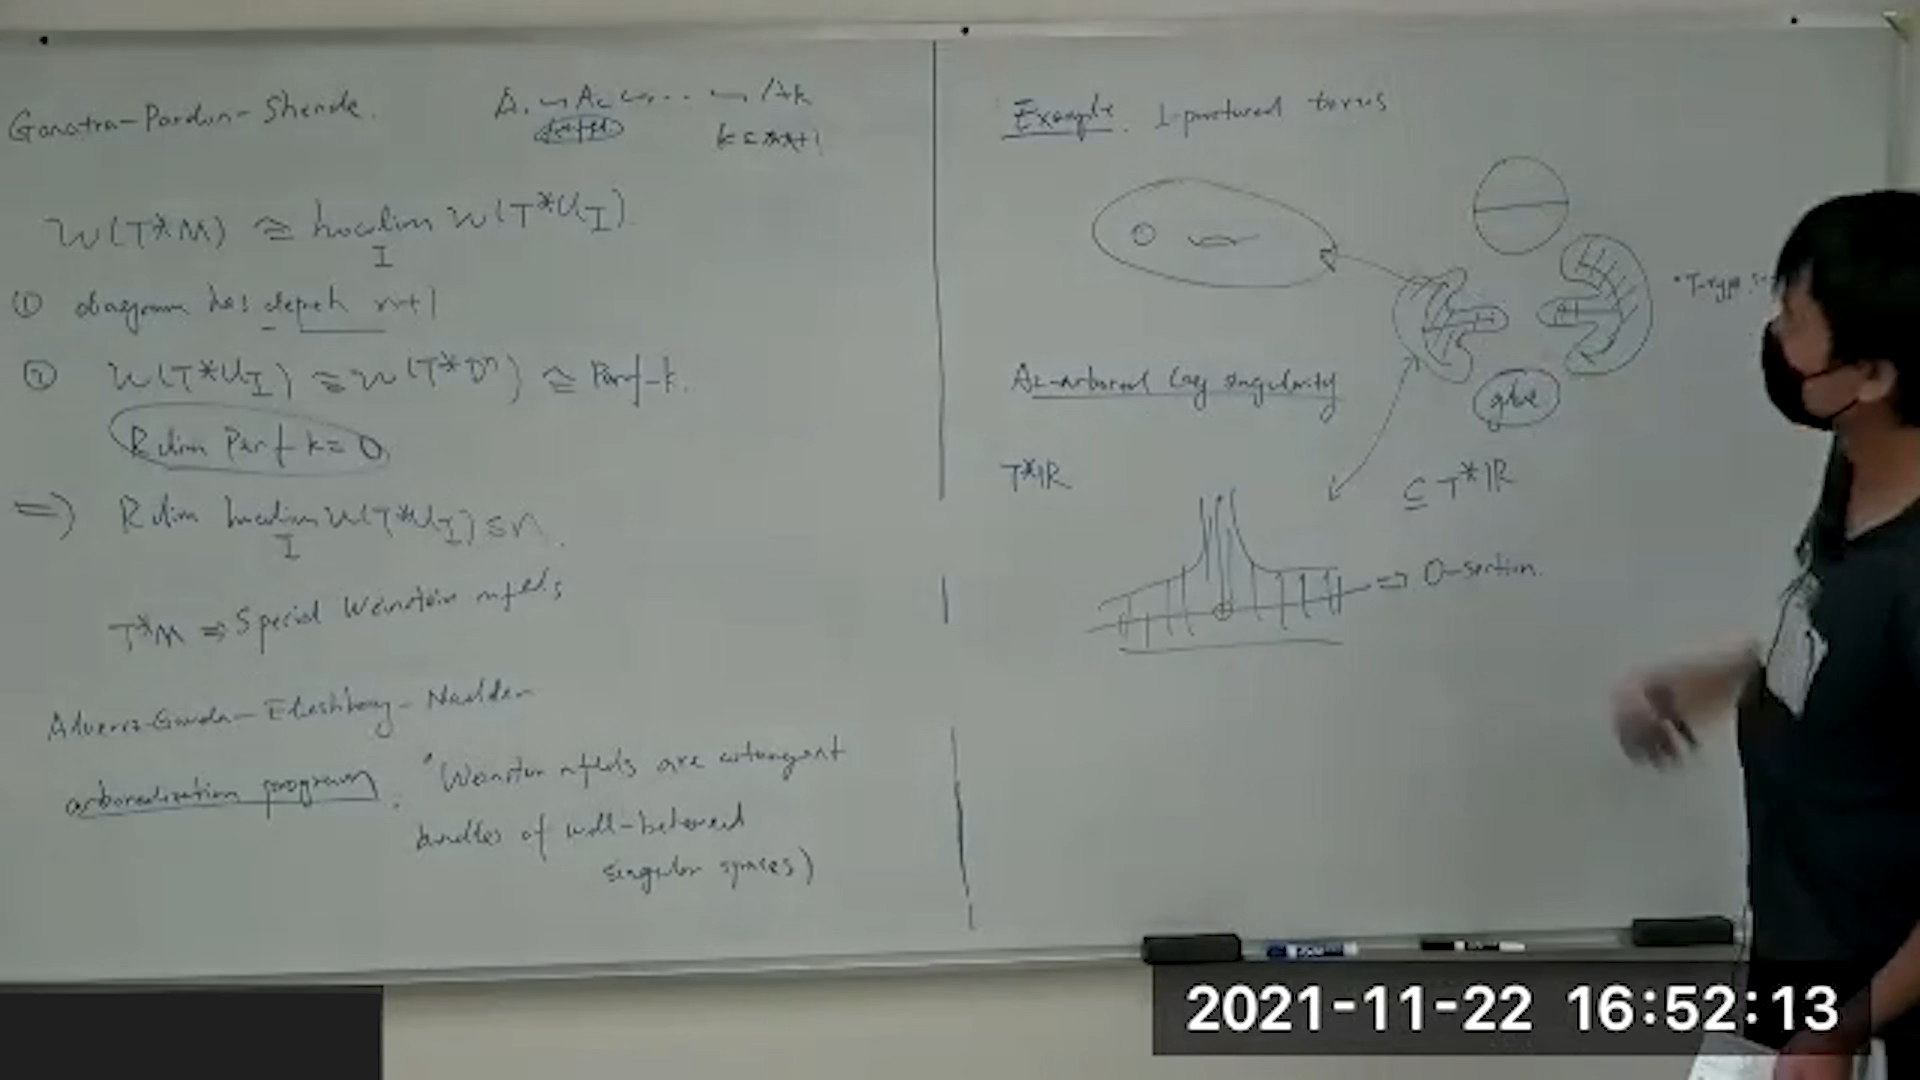 Ganatra-Pardon-Shende.
k ≤ n+1
W(T*M) ≅ hocolim W(T*U_I)
I
① diagram has depth n+1
② W(T*U_I) ≅ W(T*Dⁿ) ≅ Perf-k.
Rdim Perf k = 0
⇒ Rdim hocolim W(T*U_I) ≤ n.
I
T*M ⇒ Special Weinstein mfds
Alvarez-Gavela-Eliashberg-Nadler
arborealization program. "Weinstein mfds are cotangent
bundles of well-behaved
singular spaces)
Example. 1-punctured torus
"T-type
glue
A₂-arboreal Lag singularity
T*ℝ
⊆ T*ℝ
⇒ 0-section.
2021-11-22 16:52:13